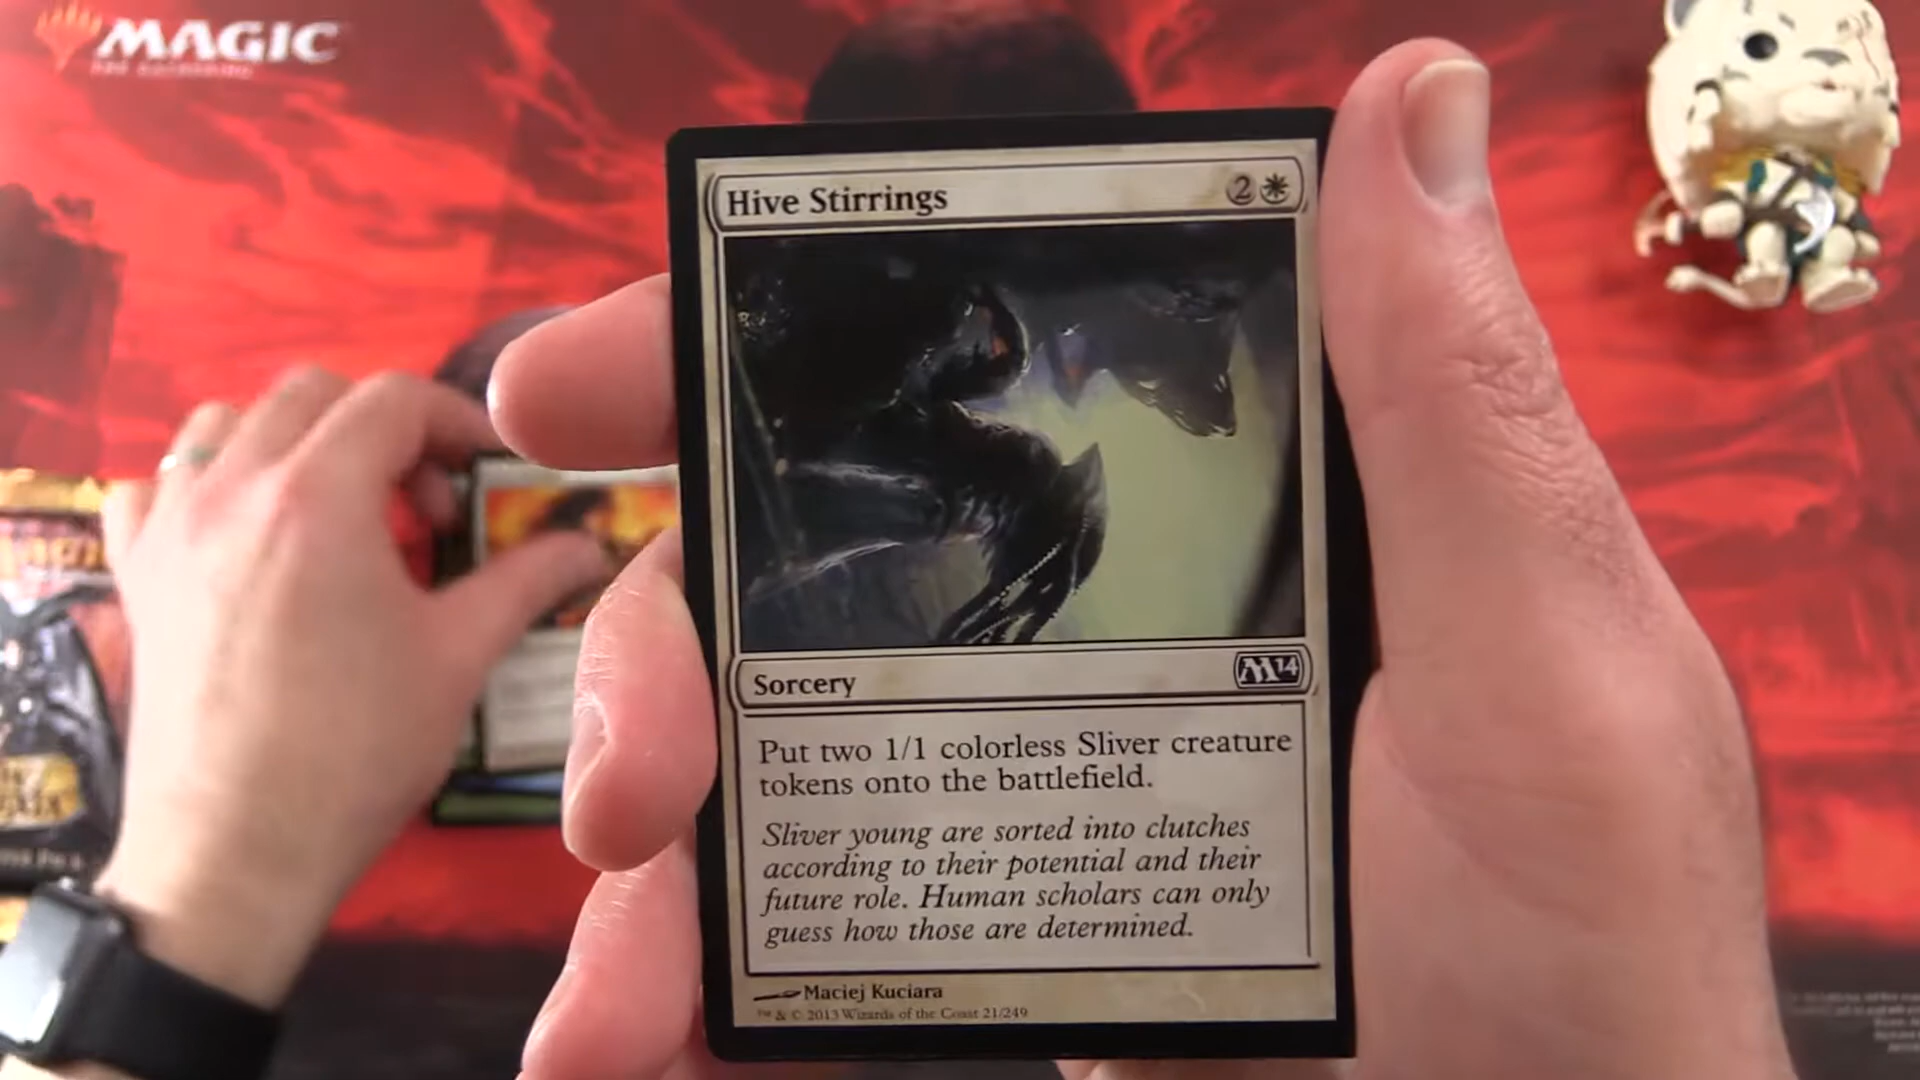 MAGIC
THE GATHERING
Hive Stirrings
2
Sorcery
M14
Put two 1/1 colorless Sliver creature
tokens onto the battlefield.
Sliver young are sorted into clutches
according to their potential and their
future role. Human scholars can only
guess how those are determined.
Maciej Kuciara
™ & © 2013 Wizards of the Coast 21/249